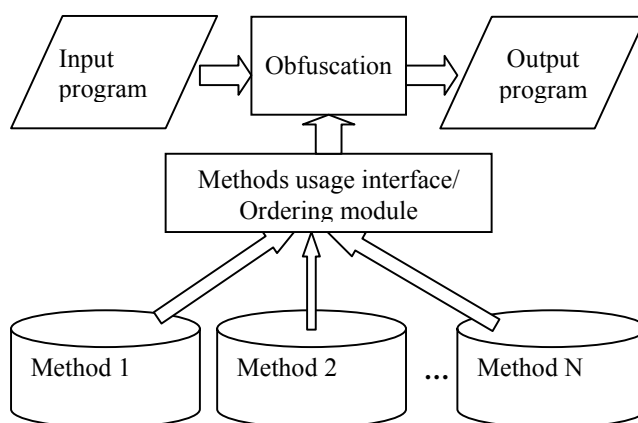 Input
program
Obfuscation
Output
program
Methods usage interface/
Ordering module
Method 1
Method 2
...
Method N